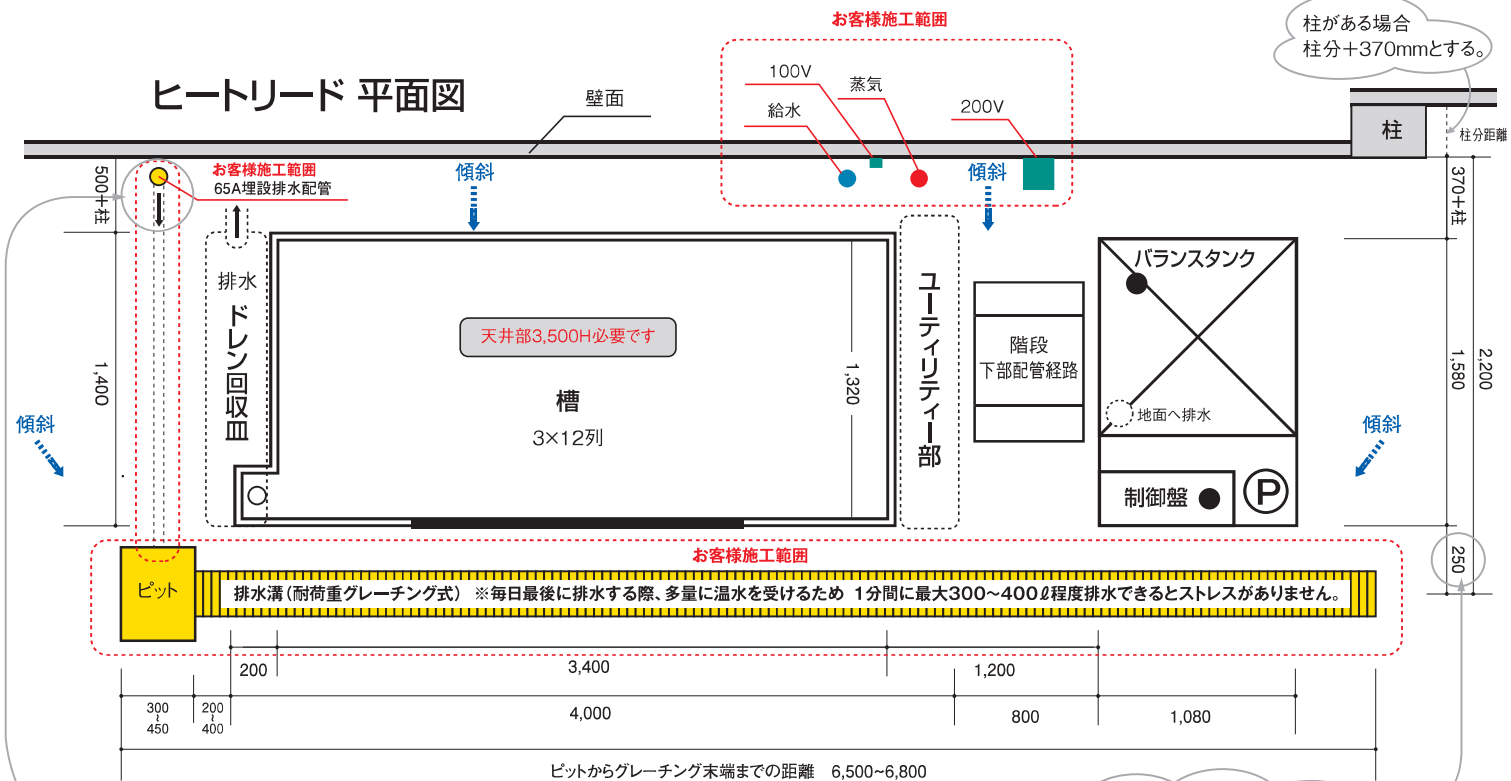 お客様施工範囲
柱がある場合
柱分+370mmとする。
ヒートリード 平面図
壁面
100V
給水
蒸気
200V
柱
柱分距離
お客様施工範囲
65A埋設排水配管
500+柱
傾斜
傾斜
370+柱
排水
ドレン回収皿
天井部3,500H必要です
槽
3×12列
1,320
ユーティリティー部
階段
下部配管経路
バランスタンク
地面へ排水
制御盤
P
1,400
1,580
2,200
傾斜
傾斜
お客様施工範囲
250
ピット
排水溝(耐荷重グレーチング式) ※毎日最後に排水する際、多量に温水を受けるため 1分間に最大300~400ℓ程度排水できるとストレスがありません。
200
3,400
1,200
300
~
450
200
~
400
4,000
800
1,080
ピットからグレーチング末端までの距離 6,500~6,800